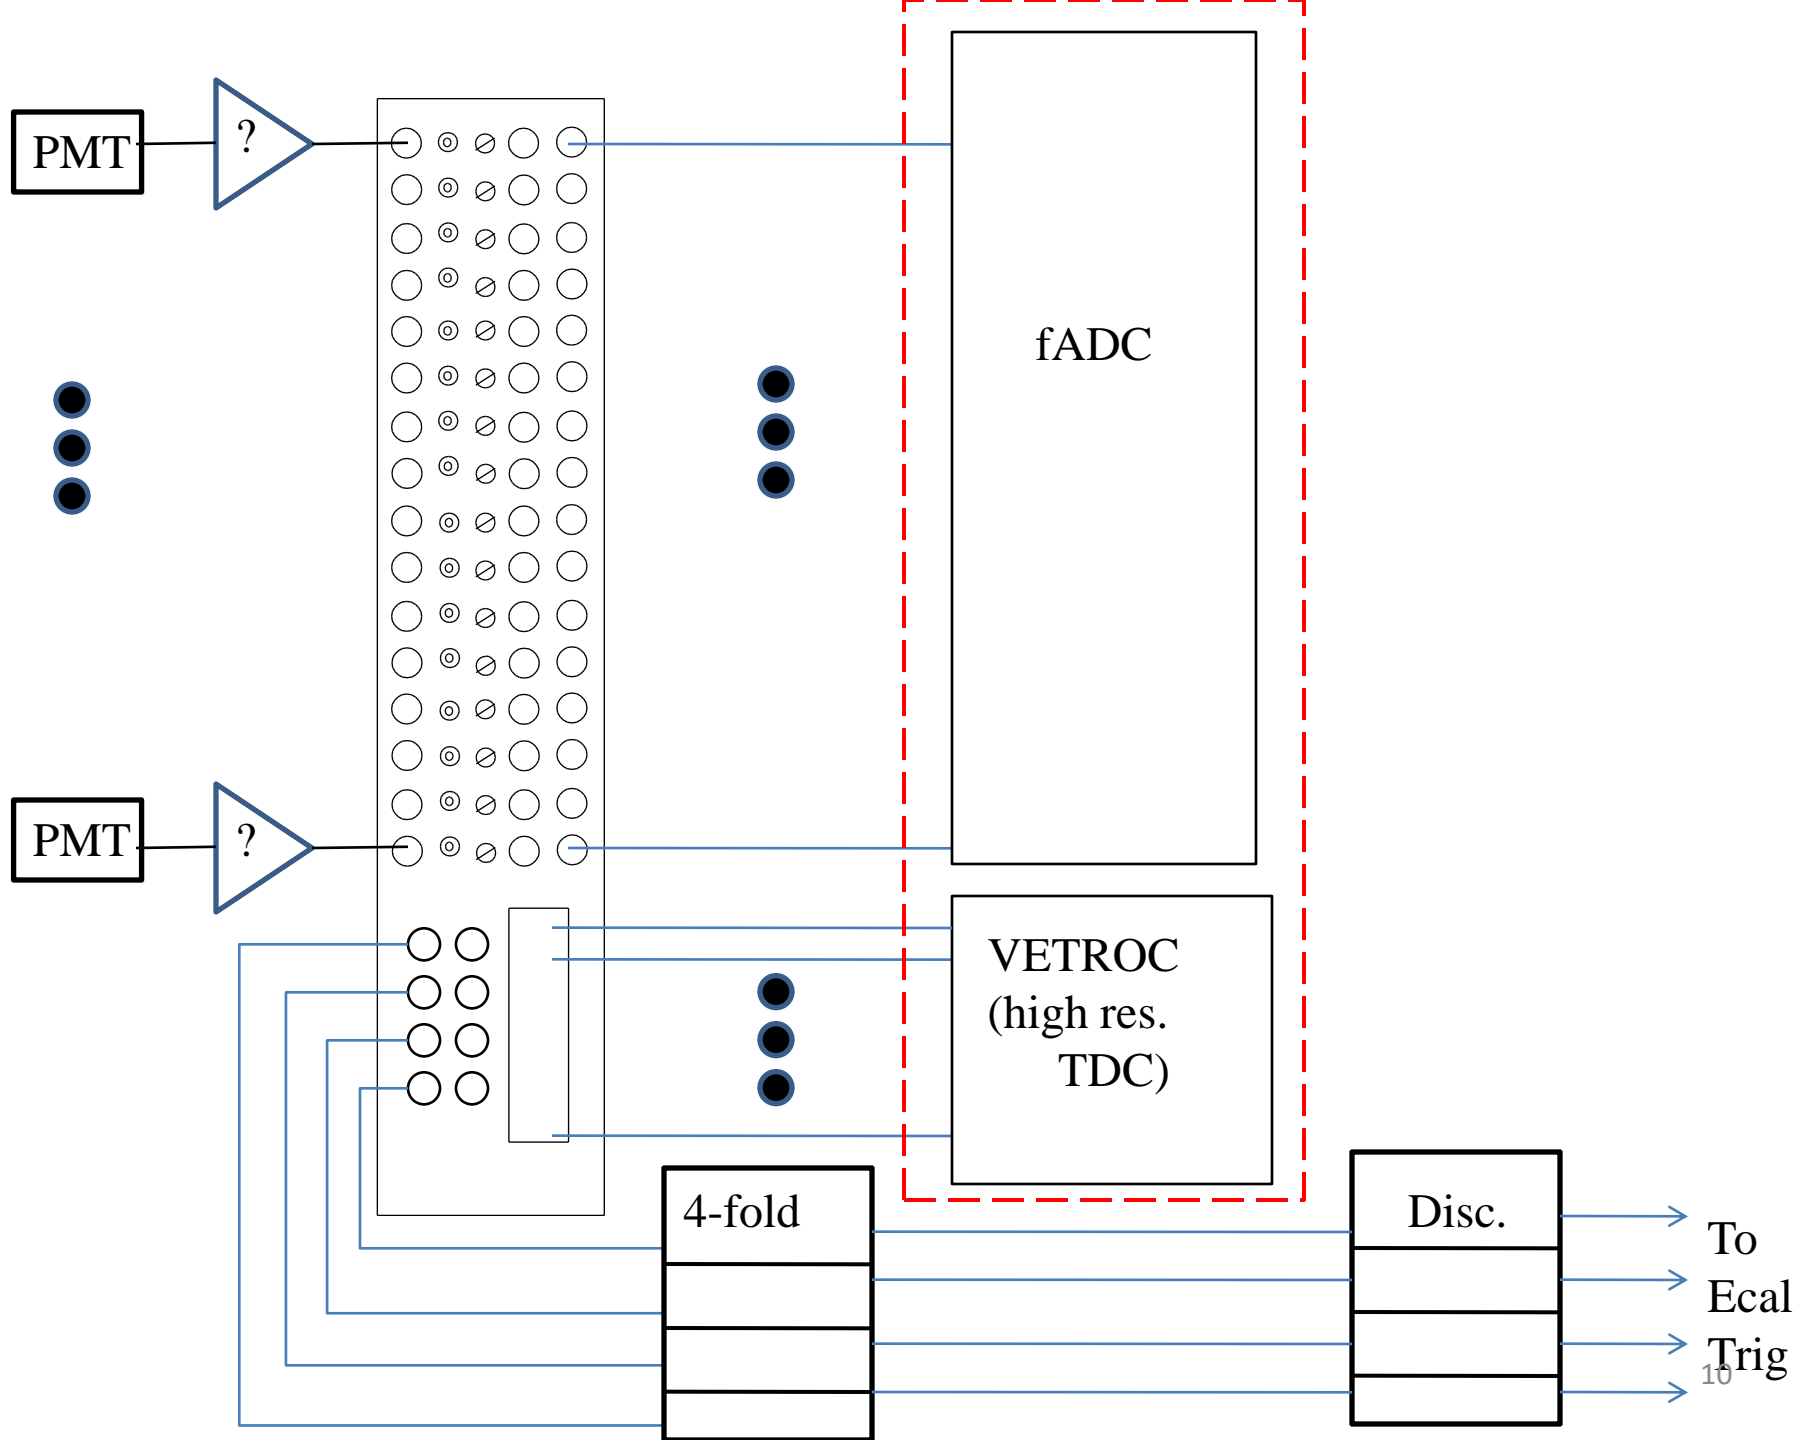 PMT
?
fADC
PMT
?
VETROC
(high res.
TDC)
4-fold
Disc.
To
Ecal
Trig
10